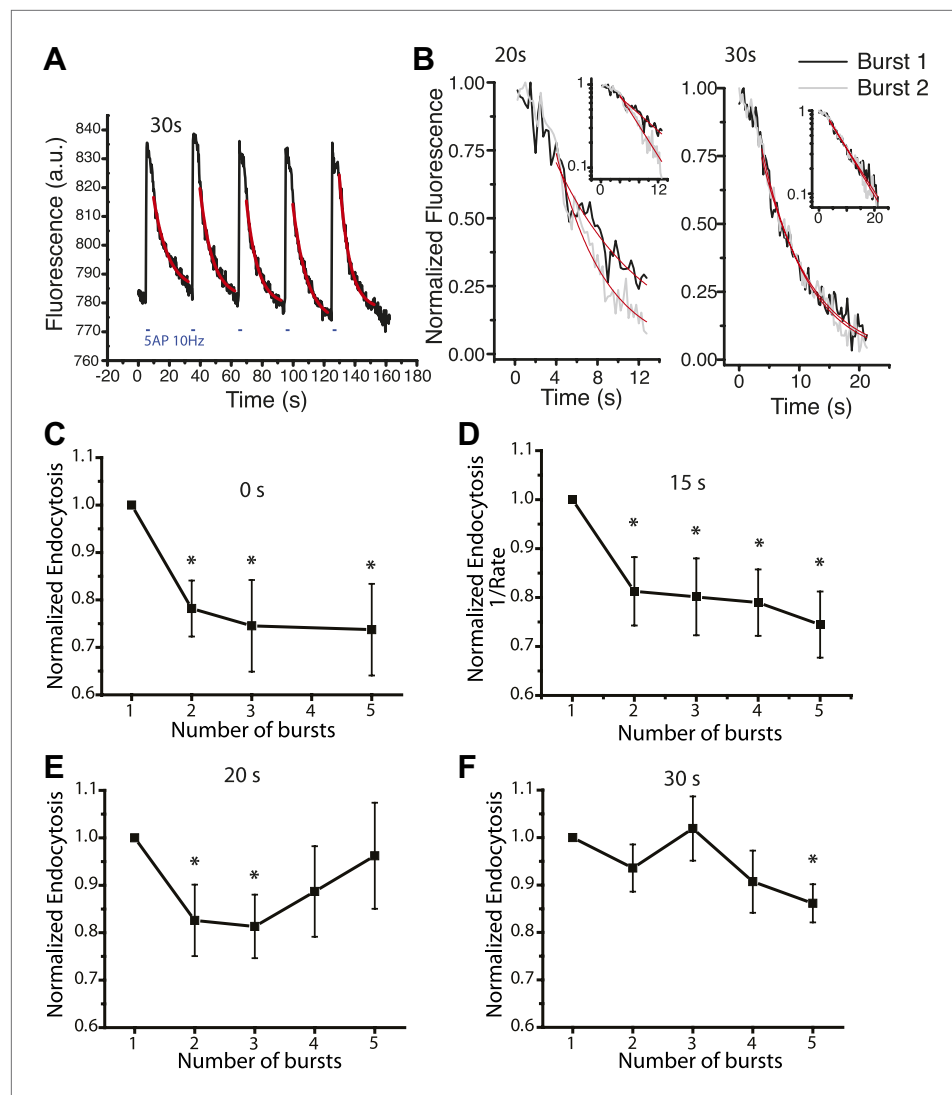 A
30s
Fluorescence (a.u.)
840
830
820
810
800
790
780
770
760
5AP 10Hz
-20 0 20 40 60 80 100 120 140 160 180
Time (s)
B
20s
30s
Burst 1
Burst 2
Normalized Fluorescence
1.00
0.75
0.50
0.25
0.00
1
0.1
0 6 12
0 4 8 12
Time (s)
1.00
0.75
0.50
0.25
0.00
1
0.1
0 20
0 10 20
Time (s)
C
0 s
Normalized Endocytosis
1.1
1.0
0.9
0.8
0.7
0.6
* * *
1 2 3 4 5
Number of bursts
D
15 s
Normalized Endocytosis
1/Rate
1.1
1.0
0.9
0.8
0.7
0.6
* * * *
1 2 3 4 5
Number of bursts
E
20 s
Normalized Endocytosis
1.1
1.0
0.9
0.8
0.7
0.6
* *
1 2 3 4 5
Number of bursts
F
30 s
Normalized Endocytosis
1.1
1.0
0.9
0.8
0.7
0.6
*
1 2 3 4 5
Number of bursts